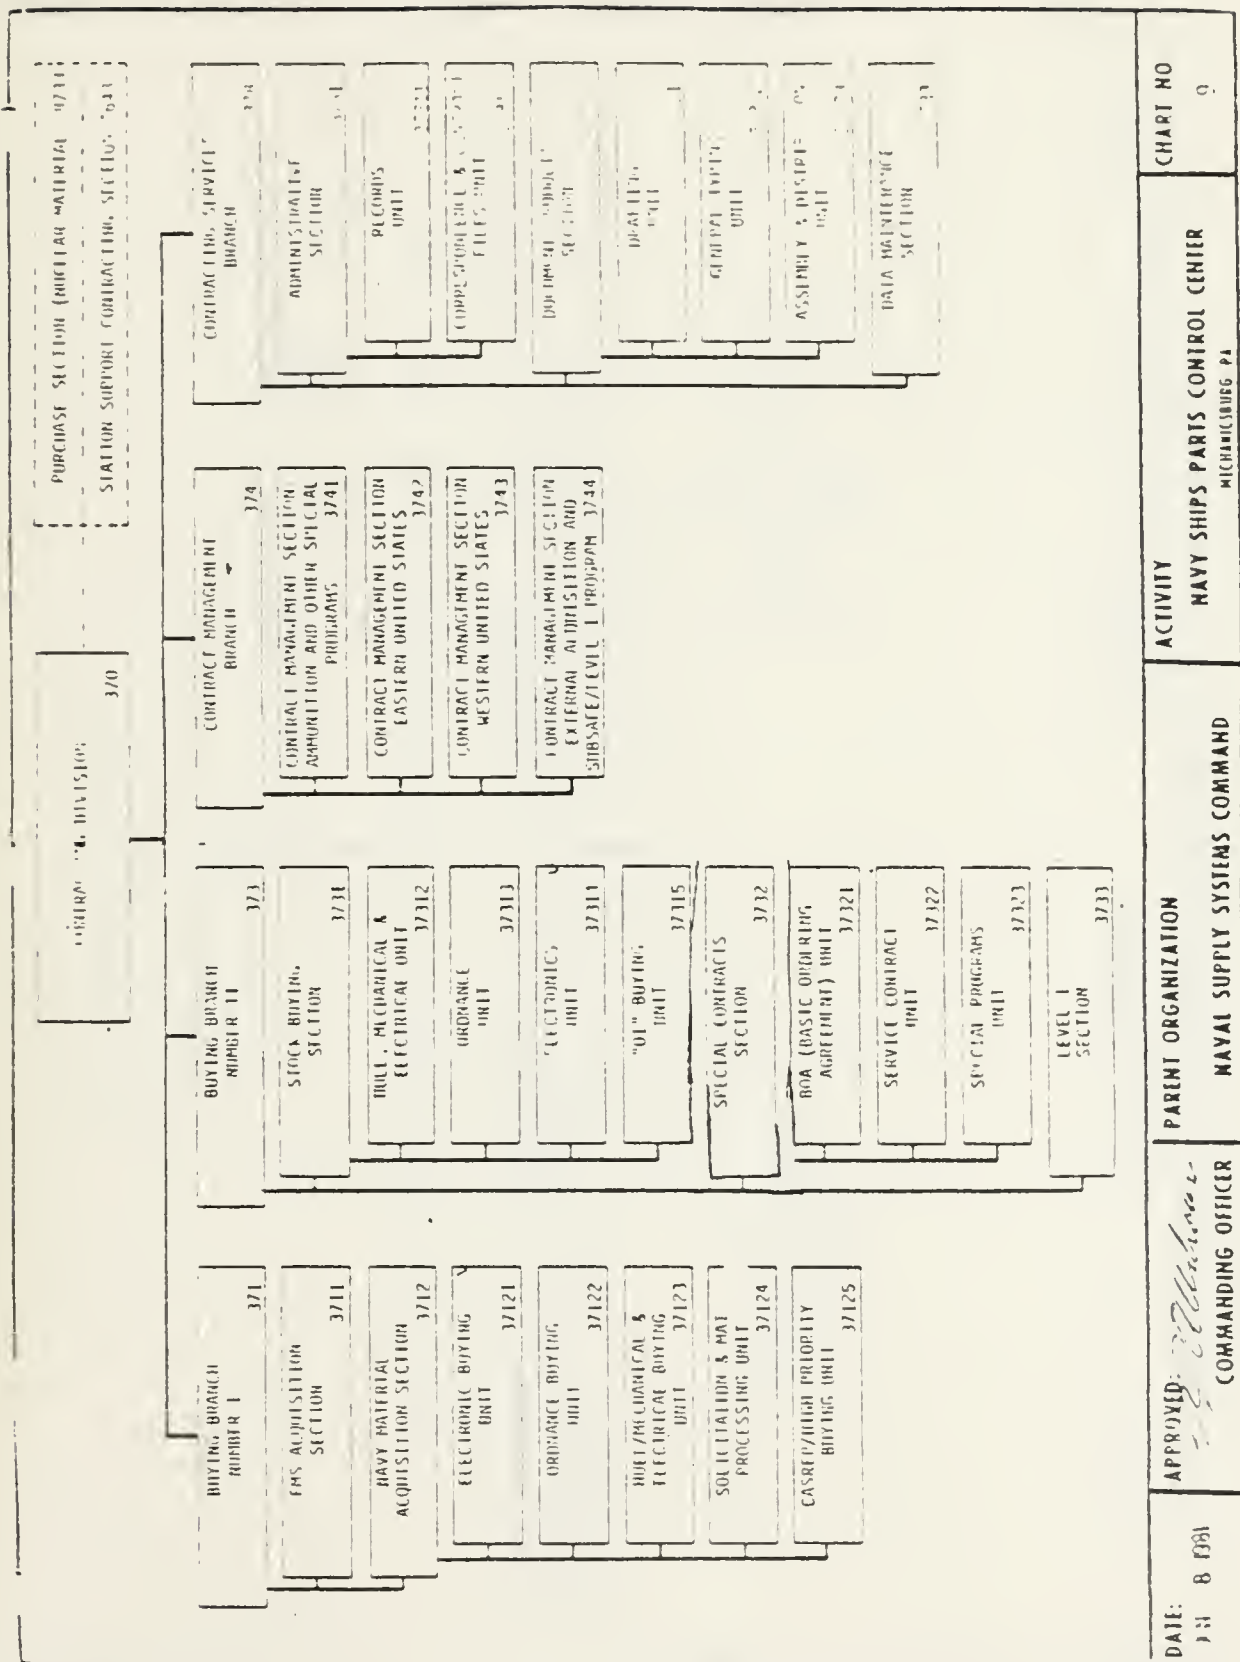 PURCHASE SECTION (NUCLEAR MATERIAL
STATION SUPPORT CONTRACTING SECTION
DIVISION
370
BUYING BRANCH
NUMBER I
371
FMS ACQUISITION
SECTION
3711
NAVY MATERIAL
ACQUISITION SECTION
3712
ELECTRONIC BUYING
UNIT
37121
ORDNANCE BUYING
UNIT
37122
HULL/MECHANICAL &
ELECTRICAL BUYING
UNIT 37123
SOLICITATION & MAT
PROCESSING UNIT
37124
CASREP/HIGH PRIORITY
BUYING UNIT
37125
BUYING BRANCH
NUMBER II
373
STOCK BUYING
SECTION
3731
HULL, MECHANICAL &
ELECTRICAL UNIT
37312
ORDNANCE
UNIT
37313
ELECTRONICS
UNIT
"OI" BUYING
UNIT
37315
SPECIAL CONTRACTS
SECTION
3732
BOA (BASIC ORDERING
AGREEMENT) UNIT
37321
SERVICE CONTRACT
UNIT
37322
SPECIAL PROGRAMS
UNIT
37323
LEVEL I
SECTION
3733
CONTRACT MANAGEMENT
BRANCH
374
CONTRACT MANAGEMENT SECTION
AMMUNITION AND OTHER SPECIAL
PROGRAMS 3741
CONTRACT MANAGEMENT SECTION
EASTERN UNITED STATES
3742
CONTRACT MANAGEMENT SECTION
WESTERN UNITED STATES
3743
CONTRACT MANAGEMENT SECTION
EXTERNAL AUDITION AND
SUBSAFE/LEVEL I PROGRAM 3744
CONTRACTING SERVICES
BRANCH
ADMINISTRATIVE
SECTION
RECORDS
UNIT
CORRESPONDENCE &
FILES UNIT
DOCUMENT
SECTION
DRAFTING
UNIT
GENERAL TYPING
UNIT
ASSEMBLY &
UNIT
DATA MAINTENANCE
SECTION
DATE:
8 1981
APPROVED:
COMMANDING OFFICER
PARENT ORGANIZATION
NAVAL SUPPLY SYSTEMS COMMAND
ACTIVITY
NAVY SHIPS PARTS CONTROL CENTER
MECHANICSBURG PA
CHART NO
9